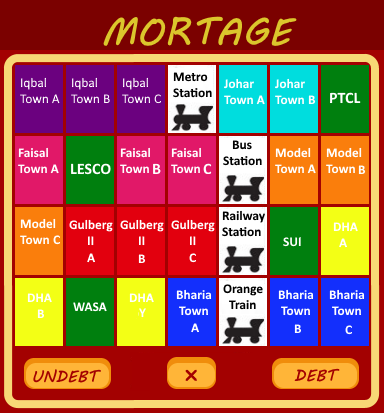 MORTAGE
Iqbal
Town A
Iqbal
Town B
Iqbal
Town C
Metro
Station
Johar
Town A
Johar
Town B
PTCL
Faisal
Town A
LESCO
Faisal
Town B
Faisal
Town C
Bus
Station
Model
Town A
Model
Town B
Model
Town C
Gulberg
II
A
Gulberg
II
B
Gulberg
II
C
Railway
Station
SUI
DHA
A
DHA
B
WASA
DHA
Y
Bharia
Town
A
Orange
Train
Bharia
Town
B
Bharia
Town
C
UNDEBT
✕
DEBT